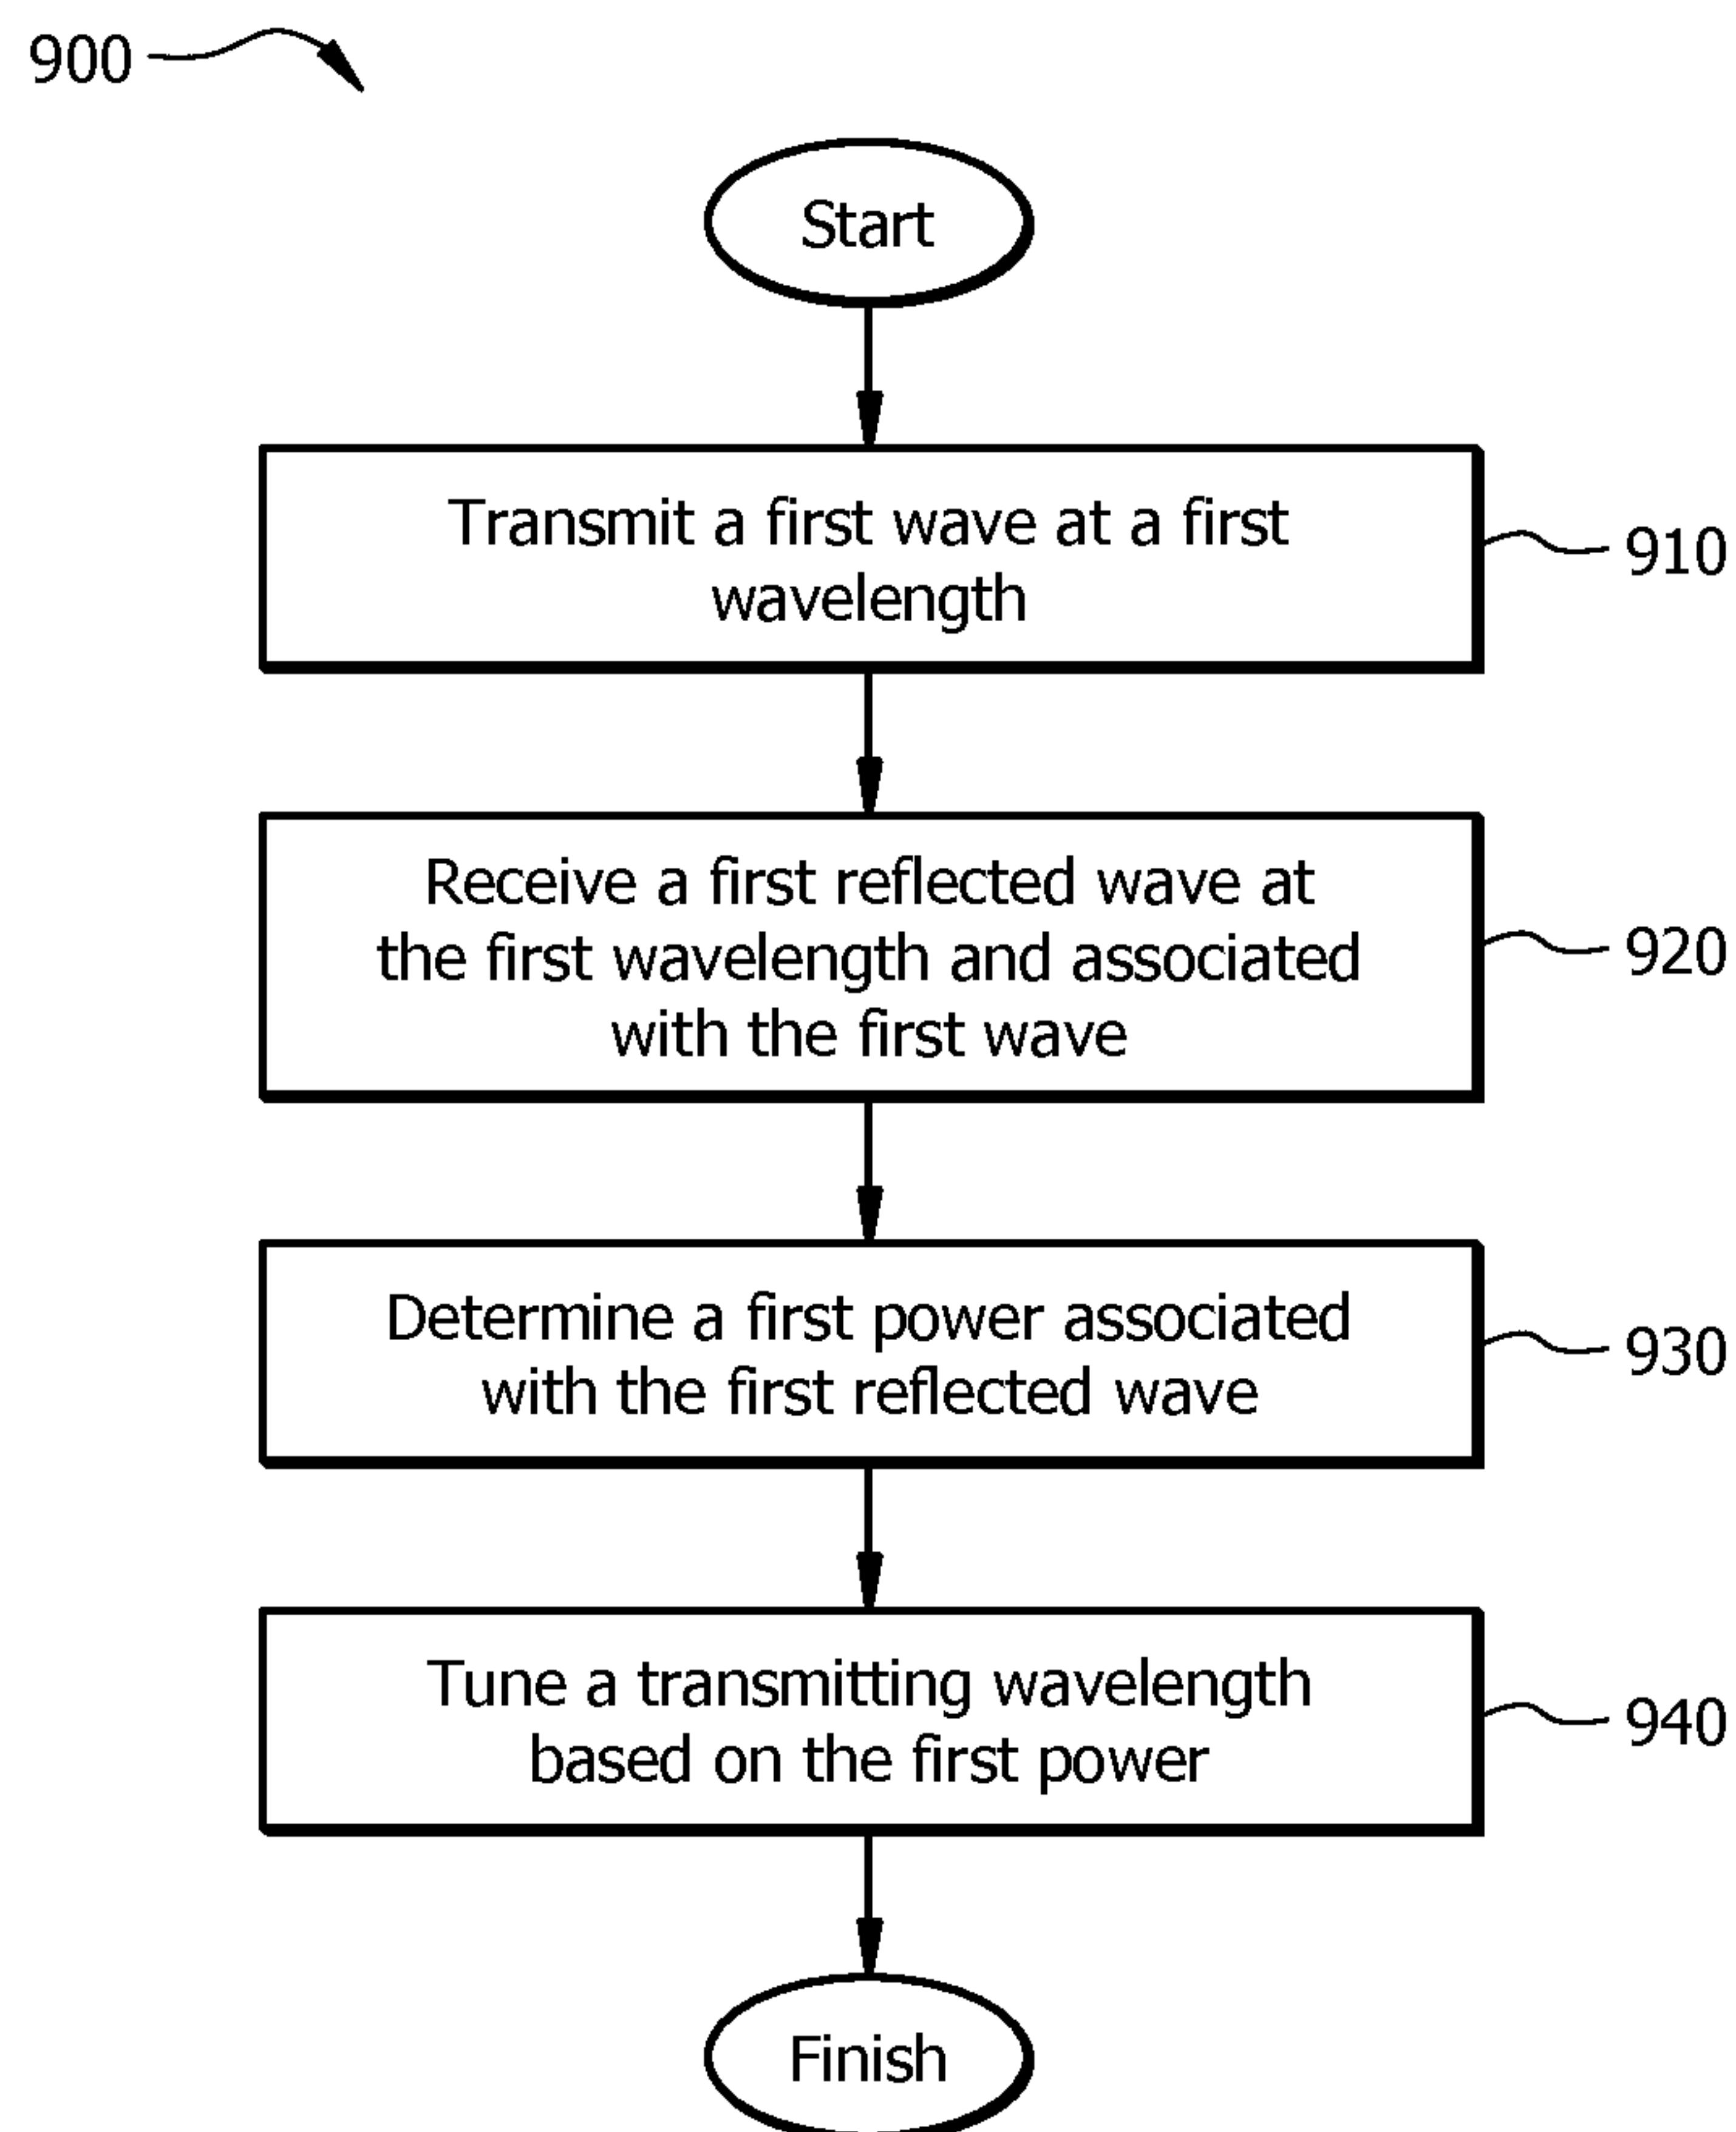 900
Start
Transmit a first wave at a first
wavelength
910
Receive a first reflected wave at
the first wavelength and associated
with the first wave
920
Determine a first power associated
with the first reflected wave
930
Tune a transmitting wavelength
based on the first power
940
Finish